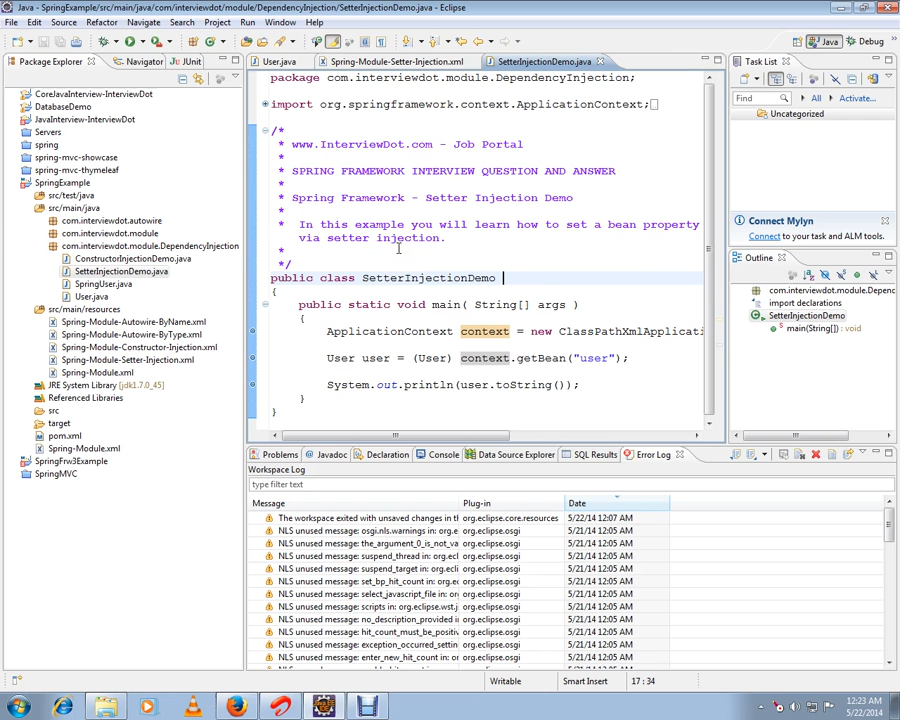 Java - SpringExample/src/main/java/com/interviewdot/module/DependencyInjection/SetterInjectionDemo.java - Eclipse
File Edit Source Refactor Navigate Search Project Run Window Help
Java Debug
Package Explorer Navigator JUnit
CoreJavaInterview-InterviewDot
DatabaseDemo
JavaInterview-InterviewDot
Servers
spring
spring-mvc-showcase
spring-mvc-thymeleaf
SpringExample
src/test/java
src/main/java
com.interviewdot.autowire
com.interviewdot.module
com.interviewdot.module.DependencyInjection
ConstructorInjectionDemo.java
SetterInjectionDemo.java
SpringUser.java
User.java
src/main/resources
Spring-Module-Autowire-ByName.xml
Spring-Module-Autowire-ByType.xml
Spring-Module-Constructor-Injection.xml
Spring-Module-Setter-Injection.xml
Spring-Module.xml
JRE System Library [jdk1.7.0_45]
Referenced Libraries
src
target
pom.xml
Spring-Module.xml
SpringFrw3Example
SpringMVC
User.java Spring-Module-Setter-Injection.xml SetterInjectionDemo.java
package com.interviewdot.module.DependencyInjection;
import org.springframework.context.ApplicationContext;
/*
* www.InterviewDot.com - Job Portal
*
* SPRING FRAMEWORK INTERVIEW QUESTION AND ANSWER
*
* Spring Framework - Setter Injection Demo
*
* In this example you will learn how to set a bean property
* via setter injection.
*
*/
public class SetterInjectionDemo
{
public static void main( String[] args )
{
ApplicationContext context = new ClassPathXmlApplicati
User user = (User) context.getBean("user");
System.out.println(user.toString());
}
}
Task List
Find All Activate...
Uncategorized
Connect Mylyn
Connect to your task and ALM tools.
Outline
com.interviewdot.module.Depenc
import declarations
SetterInjectionDemo
main(String[]) : void
Problems Javadoc Declaration Console Data Source Explorer SQL Results Error Log
Workspace Log
type filter text
Message Plug-in Date
The workspace exited with unsaved changes in th org.eclipse.core.resources 5/22/14 12:07 AM
NLS unused message: osgi.nls.warnings in: org.ec org.eclipse.osgi 5/21/14 12:05 AM
NLS unused message: the_argument_0_is_not_va org.eclipse.osgi 5/21/14 12:05 AM
NLS unused message: suspend_thread in: org.ecl org.eclipse.osgi 5/21/14 12:05 AM
NLS unused message: suspend_target in: org.eclip org.eclipse.osgi 5/21/14 12:05 AM
NLS unused message: set_bp_hit_count in: org.ec org.eclipse.osgi 5/21/14 12:05 AM
NLS unused message: select_javascript_file in: org org.eclipse.osgi 5/21/14 12:05 AM
NLS unused message: scripts in: org.eclipse.wst.js org.eclipse.osgi 5/21/14 12:05 AM
NLS unused message: no_description_provided in org.eclipse.osgi 5/21/14 12:05 AM
NLS unused message: hit_count_must_be_positiv org.eclipse.osgi 5/21/14 12:05 AM
NLS unused message: exception_occurred_settin org.eclipse.osgi 5/21/14 12:05 AM
NLS unused message: enter_new_hit_count in: or org.eclipse.osgi 5/21/14 12:05 AM
Writable Smart Insert 17 : 34
12:23 AM
5/22/2014